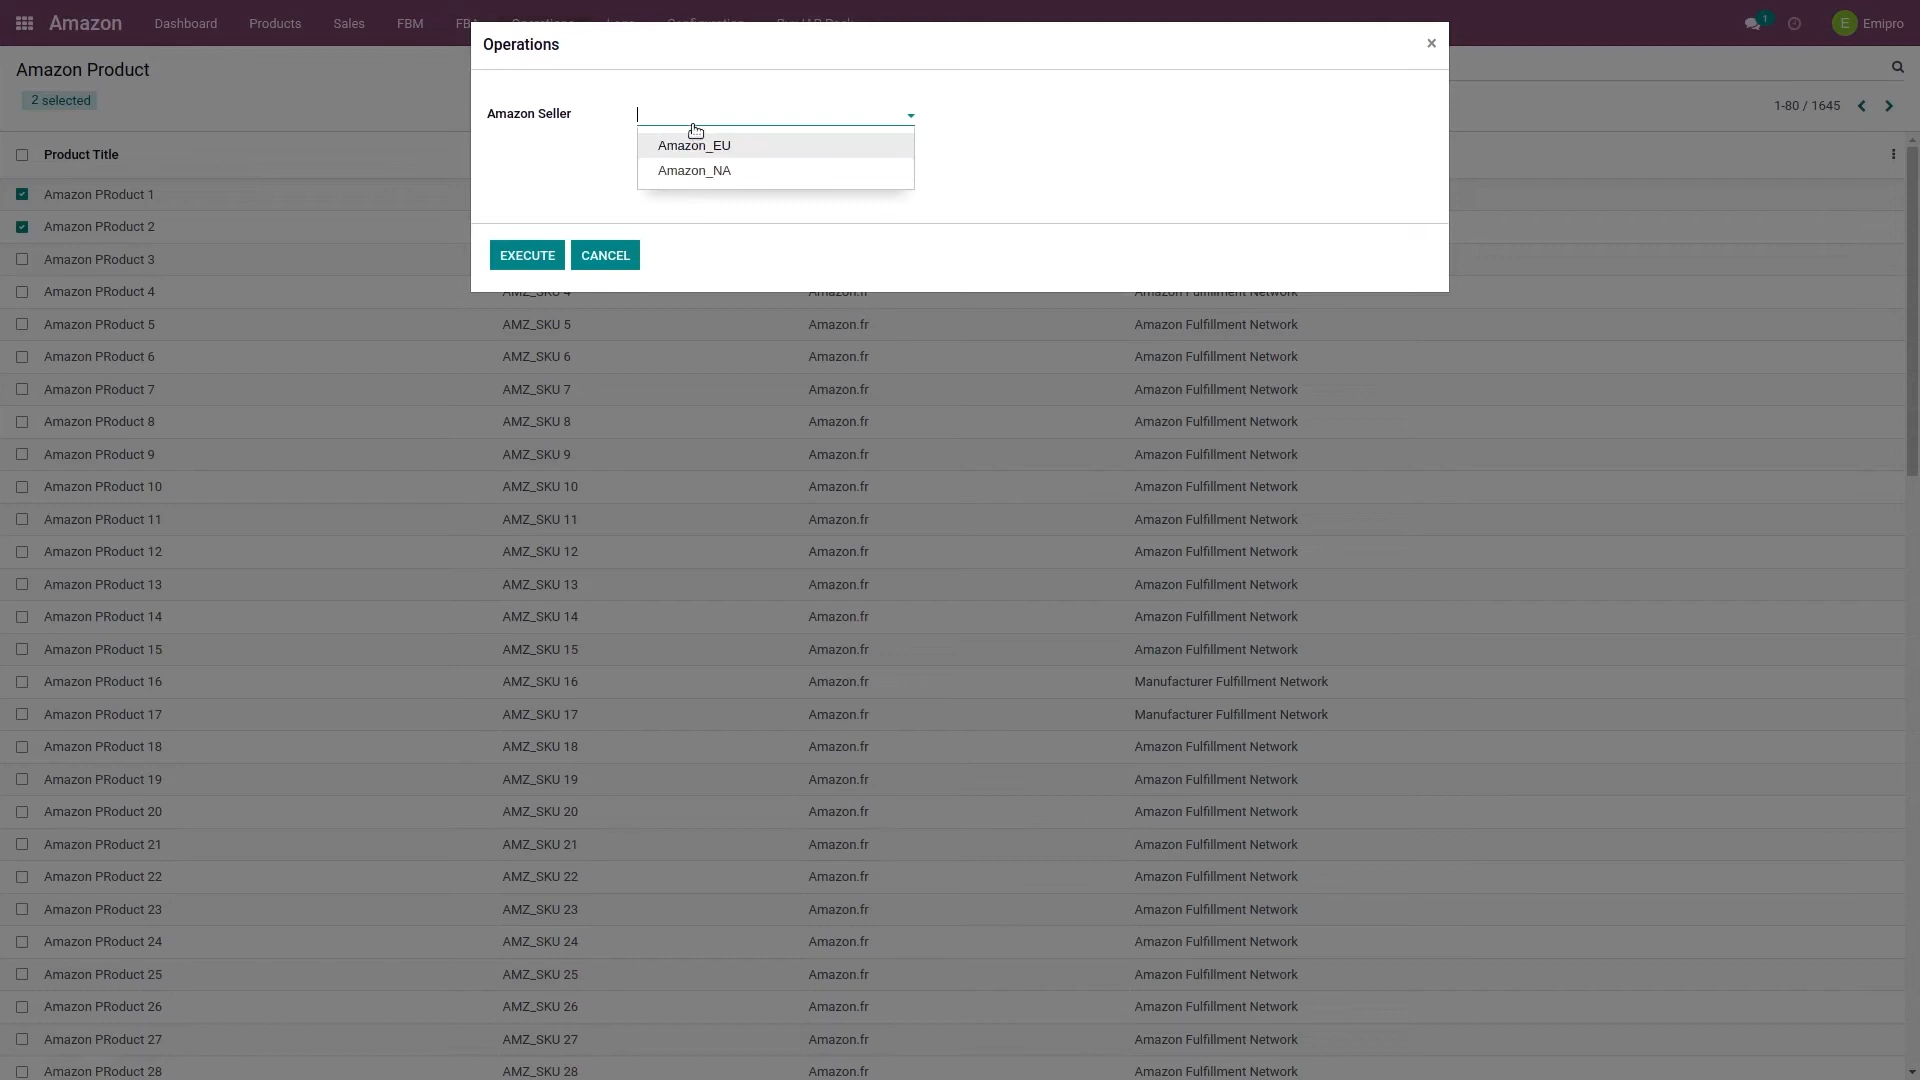 Amazon Dashboard Products Sales FBM 1 E Emipro
Operations ×
Amazon Product
2 selected
1-80 / 1645
Amazon Seller
Amazon_EU
Amazon_NA
EXECUTE CANCEL
Product Title
Amazon PRoduct 1
Amazon PRoduct 2
Amazon PRoduct 3
Amazon PRoduct 4 AMZ_SKU 4 Amazon.fr Amazon Fulfillment Network
Amazon PRoduct 5 AMZ_SKU 5 Amazon.fr Amazon Fulfillment Network
Amazon PRoduct 6 AMZ_SKU 6 Amazon.fr Amazon Fulfillment Network
Amazon PRoduct 7 AMZ_SKU 7 Amazon.fr Amazon Fulfillment Network
Amazon PRoduct 8 AMZ_SKU 8 Amazon.fr Amazon Fulfillment Network
Amazon PRoduct 9 AMZ_SKU 9 Amazon.fr Amazon Fulfillment Network
Amazon PRoduct 10 AMZ_SKU 10 Amazon.fr Amazon Fulfillment Network
Amazon PRoduct 11 AMZ_SKU 11 Amazon.fr Amazon Fulfillment Network
Amazon PRoduct 12 AMZ_SKU 12 Amazon.fr Amazon Fulfillment Network
Amazon PRoduct 13 AMZ_SKU 13 Amazon.fr Amazon Fulfillment Network
Amazon PRoduct 14 AMZ_SKU 14 Amazon.fr Amazon Fulfillment Network
Amazon PRoduct 15 AMZ_SKU 15 Amazon.fr Amazon Fulfillment Network
Amazon PRoduct 16 AMZ_SKU 16 Amazon.fr Manufacturer Fulfillment Network
Amazon PRoduct 17 AMZ_SKU 17 Amazon.fr Manufacturer Fulfillment Network
Amazon PRoduct 18 AMZ_SKU 18 Amazon.fr Amazon Fulfillment Network
Amazon PRoduct 19 AMZ_SKU 19 Amazon.fr Amazon Fulfillment Network
Amazon PRoduct 20 AMZ_SKU 20 Amazon.fr Amazon Fulfillment Network
Amazon PRoduct 21 AMZ_SKU 21 Amazon.fr Amazon Fulfillment Network
Amazon PRoduct 22 AMZ_SKU 22 Amazon.fr Amazon Fulfillment Network
Amazon PRoduct 23 AMZ_SKU 23 Amazon.fr Amazon Fulfillment Network
Amazon PRoduct 24 AMZ_SKU 24 Amazon.fr Amazon Fulfillment Network
Amazon PRoduct 25 AMZ_SKU 25 Amazon.fr Amazon Fulfillment Network
Amazon PRoduct 26 AMZ_SKU 26 Amazon.fr Amazon Fulfillment Network
Amazon PRoduct 27 AMZ_SKU 27 Amazon.fr Amazon Fulfillment Network
Amazon PRoduct 28 AMZ_SKU 28 Amazon.fr Amazon Fulfillment Network